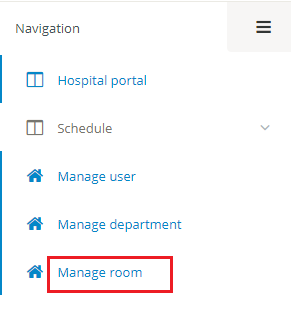 Navigation
Hospital portal
Schedule
Manage user
Manage department
Manage room